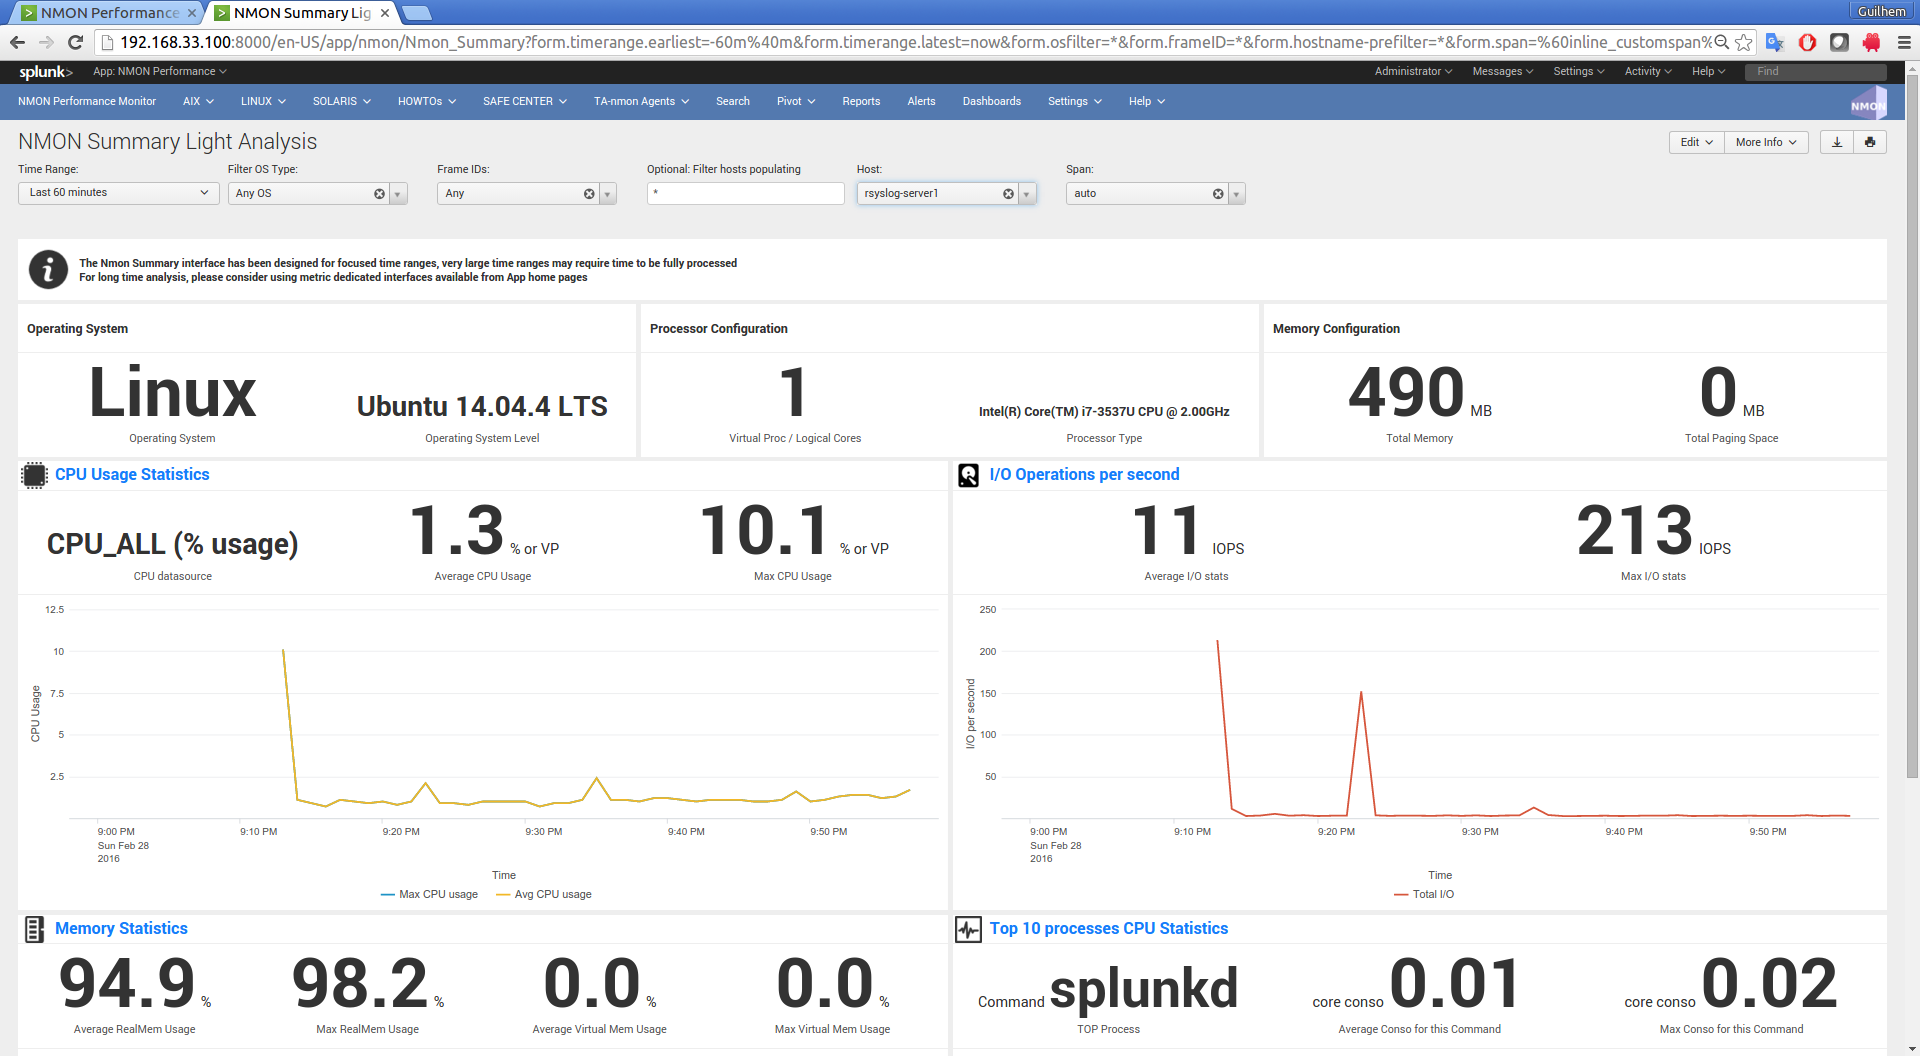 NMON Performance
NMON Summary Lig
Guilhem
192.168.33.100:8000/en-US/app/nmon/Nmon_Summary?form.timerange.earliest=-60m%40m&form.timerange.latest=now&form.osfilter=*&form.frameID=*&form.hostname-prefilter=*&form.span=%60inline_customspan%
splunk> App: NMON Performance Administrator Messages Settings Activity Help Find
NMON Performance Monitor AIX LINUX SOLARIS HOWTOs SAFE CENTER TA-nmon Agents Search Pivot Reports Alerts Dashboards Settings Help NMON
NMON Summary Light Analysis
Edit More Info
Time Range: Filter OS Type: Frame IDs: Optional: Filter hosts populating Host: Span:
Last 60 minutes Any OS Any * rsyslog-server1 auto
The Nmon Summary interface has been designed for focused time ranges, very large time ranges may require time to be fully processed
For long time analysis, please consider using metric dedicated interfaces available from App home pages
Operating System Processor Configuration Memory Configuration
Linux Ubuntu 14.04.4 LTS 1 Intel(R) Core(TM) i7-3537U CPU @ 2.00GHz 490 MB 0 MB
Operating System Operating System Level Virtual Proc / Logical Cores Processor Type Total Memory Total Paging Space
CPU Usage Statistics
CPU_ALL (% usage) 1.3 % or VP 10.1 % or VP
CPU datasource Average CPU Usage Max CPU Usage
12.5
10
7.5
5
2.5
CPU Usage
9:00 PM 9:10 PM 9:20 PM 9:30 PM 9:40 PM 9:50 PM
Sun Feb 28
2016
Time
Max CPU usage Avg CPU usage
I/O Operations per second
11 IOPS 213 IOPS
Average I/O stats Max I/O stats
250
200
150
100
50
I/O per second
9:00 PM 9:10 PM 9:20 PM 9:30 PM 9:40 PM 9:50 PM
Sun Feb 28
2016
Time
Total I/O
Memory Statistics
94.9 % 98.2 % 0.0 % 0.0 %
Average RealMem Usage Max RealMem Usage Average Virtual Mem Usage Max Virtual Mem Usage
Top 10 processes CPU Statistics
Command splunkd core conso 0.01 core conso 0.02
TOP Process Average Conso for this Command Max Conso for this Command